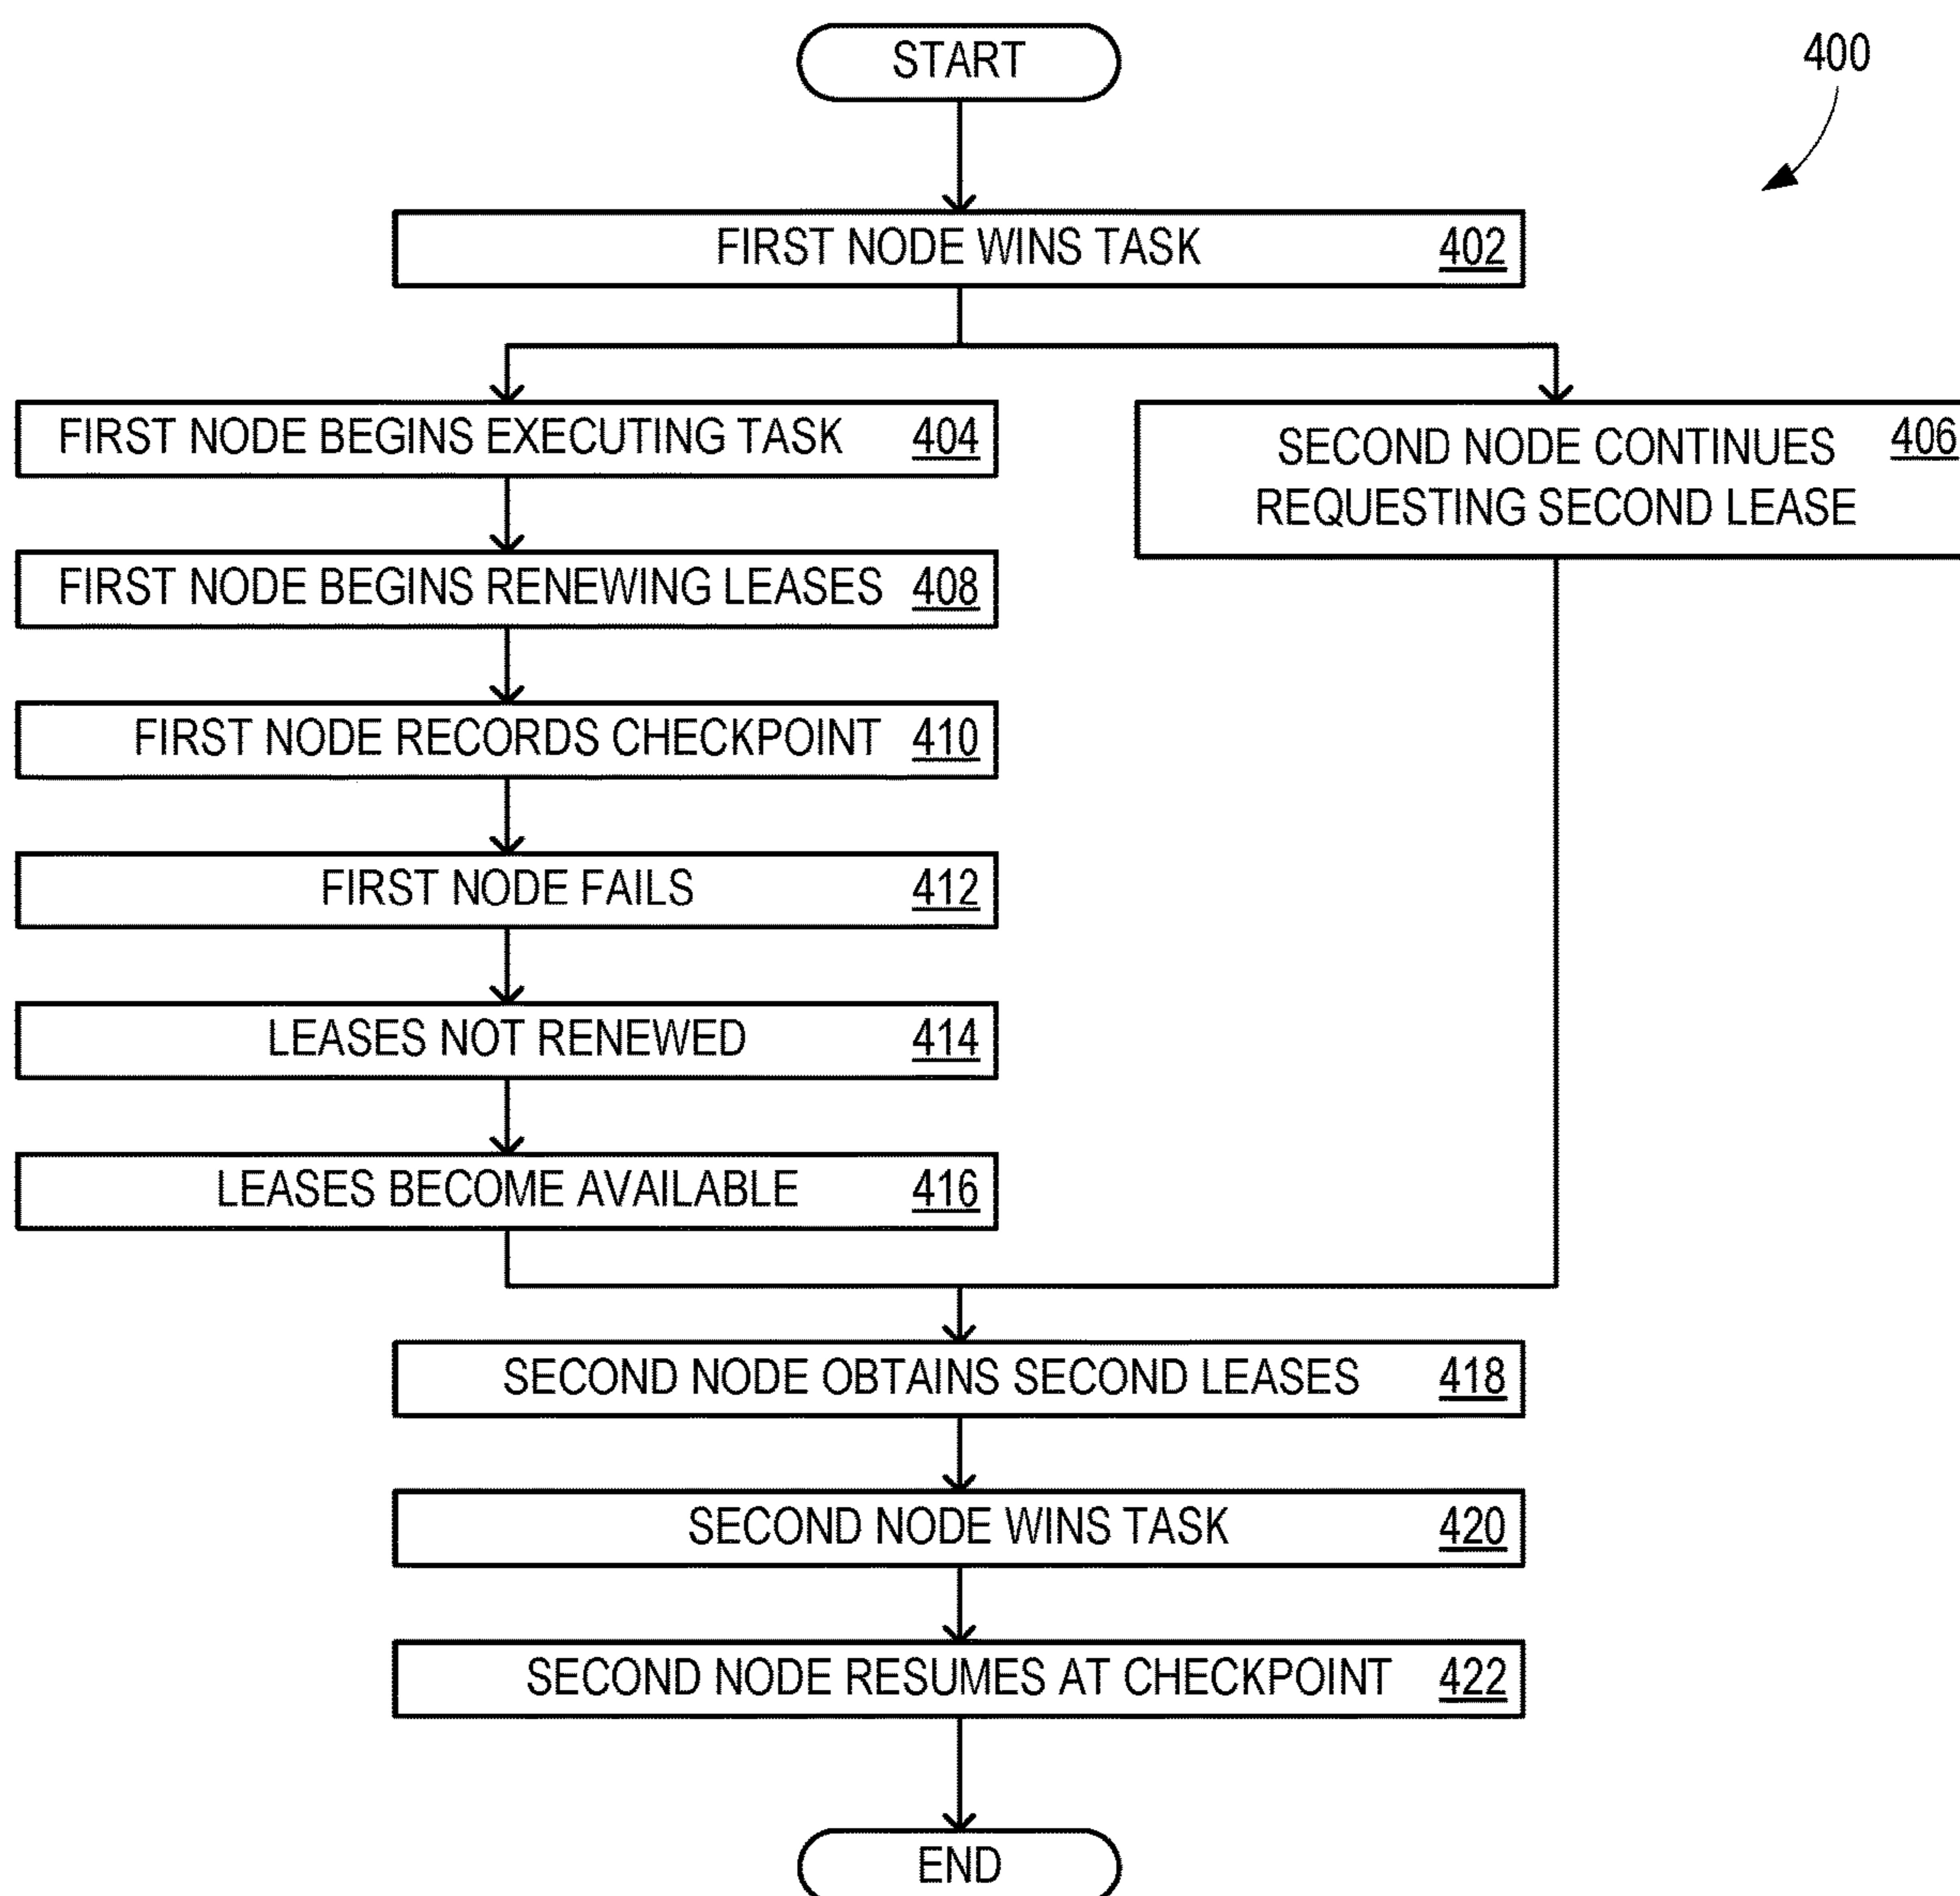 START
400
FIRST NODE WINS TASK 402
FIRST NODE BEGINS EXECUTING TASK 404
SECOND NODE CONTINUES 406
REQUESTING SECOND LEASE
FIRST NODE BEGINS RENEWING LEASES 408
FIRST NODE RECORDS CHECKPOINT 410
FIRST NODE FAILS 412
LEASES NOT RENEWED 414
LEASES BECOME AVAILABLE 416
SECOND NODE OBTAINS SECOND LEASES 418
SECOND NODE WINS TASK 420
SECOND NODE RESUMES AT CHECKPOINT 422
END